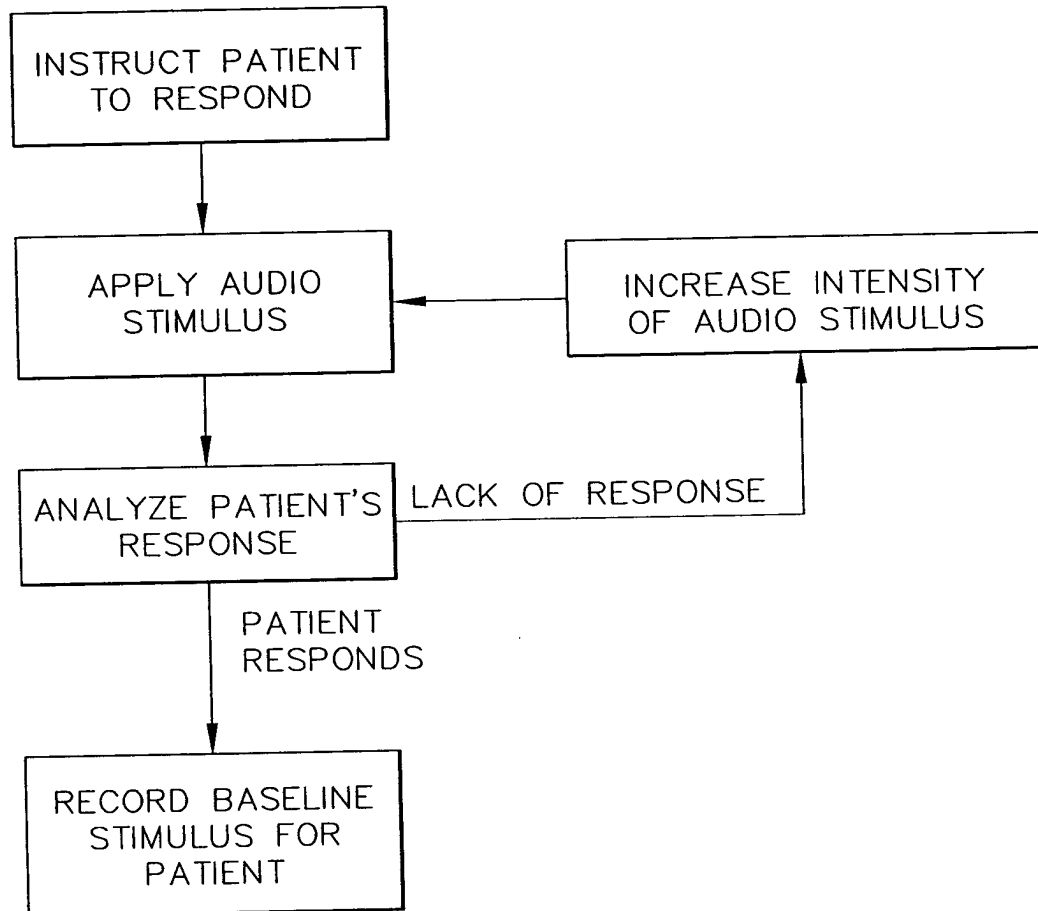 INSTRUCT PATIENT
TO RESPOND
APPLY AUDIO
STIMULUS
INCREASE INTENSITY
OF AUDIO STIMULUS
ANALYZE PATIENT'S
RESPONSE
LACK OF RESPONSE
PATIENT
RESPONDS
RECORD BASELINE
STIMULUS FOR
PATIENT